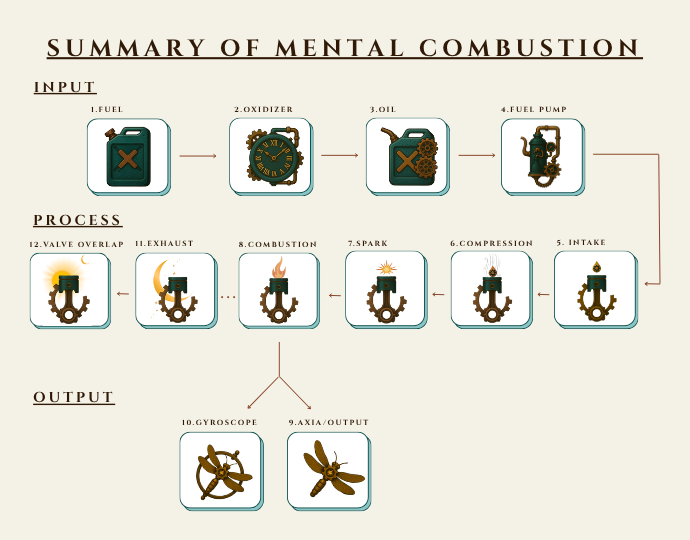 SUMMARY OF MENTAL COMBUSTION
INPUT
1.FUEL
2.OXIDIZER
3.OIL
4.FUEL PUMP
PROCESS
12.VALVE OVERLAP
11.EXHAUST
8.COMBUSTION
7.SPARK
6.COMPRESSION
5. INTAKE
...
OUTPUT
10.GYROSCOPE
9.AXIA/OUTPUT